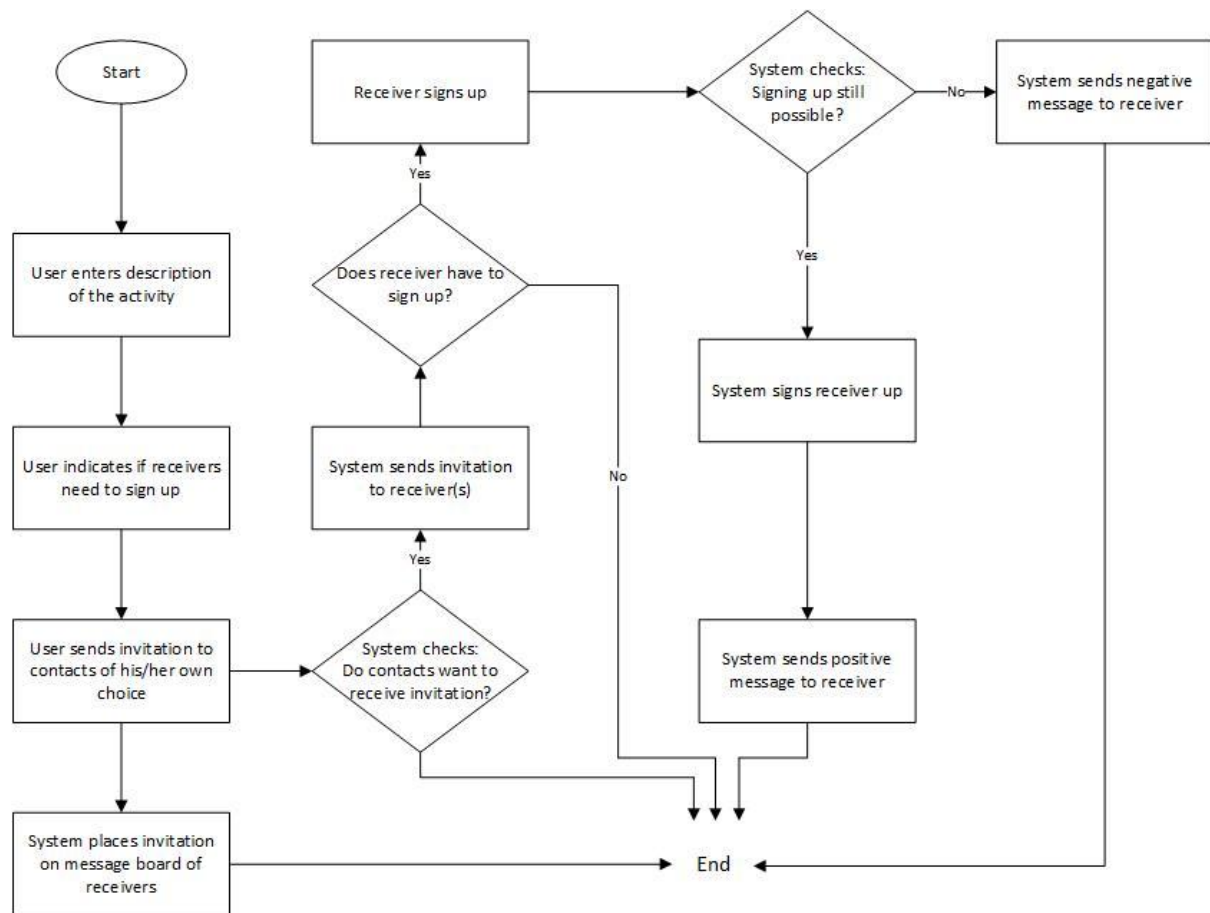 Start
User enters description
of the activity
User indicates if receivers
need to sign up
User sends invitation to
contacts of his/her own
choice
System places invitation
on message board of
receivers
System checks:
Do contacts want to
receive invitation?
Yes
System sends invitation
to receiver(s)
Does receiver have to
sign up?
Yes
No
Receiver signs up
System checks:
Signing up still
possible?
No
System sends negative
message to receiver
Yes
System signs receiver up
System sends positive
message to receiver
End